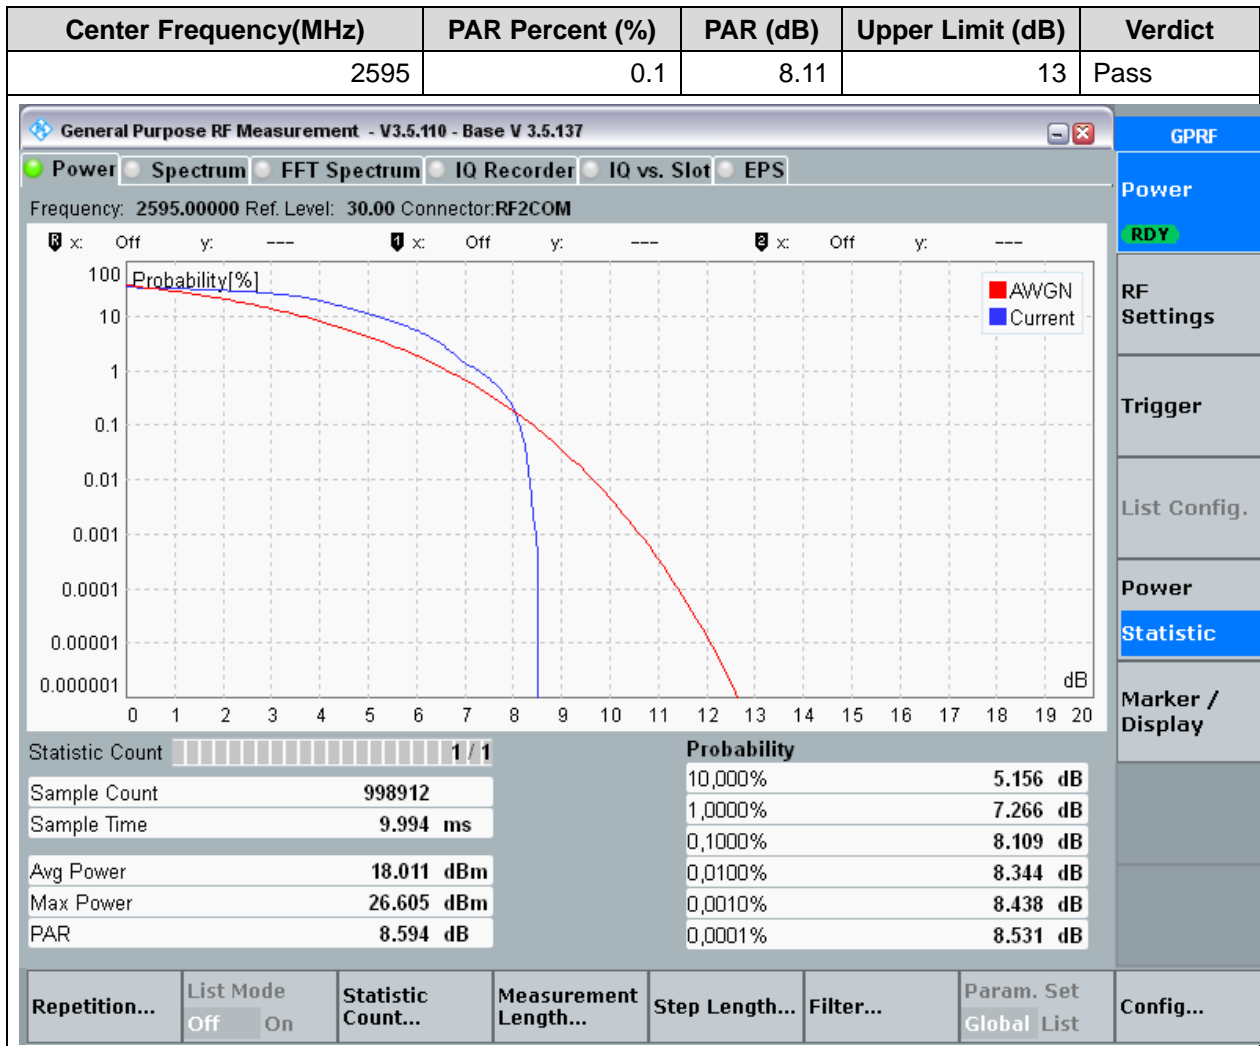 Center Frequency(MHz) PAR Percent (%) PAR (dB) Upper Limit (dB) Verdict
2595 0.1 8.11 13 Pass
General Purpose RF Measurement - V3.5.110 - Base V 3.5.137
GPRF
Power Spectrum FFT Spectrum IQ Recorder IQ vs. Slot EPS
Power
RDY
Frequency: 2595.00000 Ref. Level: 30.00 Connector:RF2COM
R x: Off y: --- 1 x: Off y: --- 2 x: Off y: ---
Probability[%]
AWGN
Current
100
10
1
0.1
0.01
0.001
0.0001
0.00001
0.000001
dB
0 1 2 3 4 5 6 7 8 9 10 11 12 13 14 15 16 17 18 19 20
RF
Settings
Trigger
List Config.
Power
Statistic
Marker /
Display
Statistic Count 1 / 1
Sample Count 998912
Sample Time 9.994 ms
Avg Power 18.011 dBm
Max Power 26.605 dBm
PAR 8.594 dB
Probability
10,000% 5.156 dB
1,0000% 7.266 dB
0,1000% 8.109 dB
0,0100% 8.344 dB
0,0010% 8.438 dB
0,0001% 8.531 dB
Repetition...
List Mode
Off On
Statistic
Count...
Measurement
Length...
Step Length...
Filter...
Param. Set
Global List
Config...